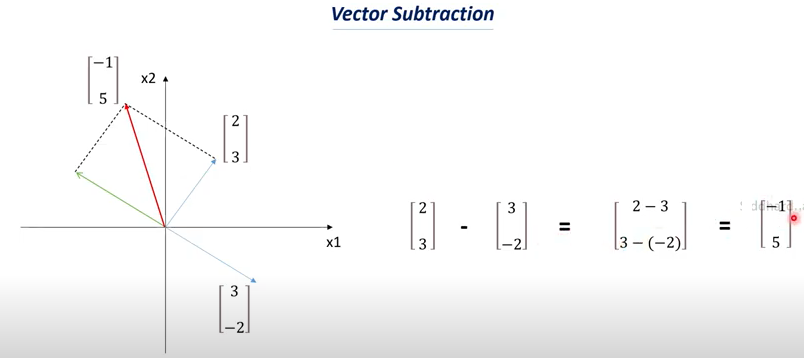 Vector Subtraction
[−1
5]
x2
[2
3]
[3
−2]
x1
[2
3] - [3
−2] = [2 − 3
3 − (−2)] = [−1
5]